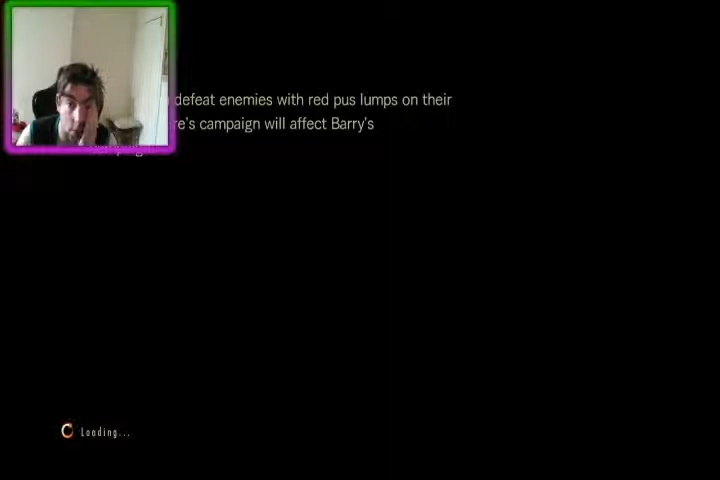 defeat enemies with red pus lumps on their
re's campaign will affect Barry's
Loading...